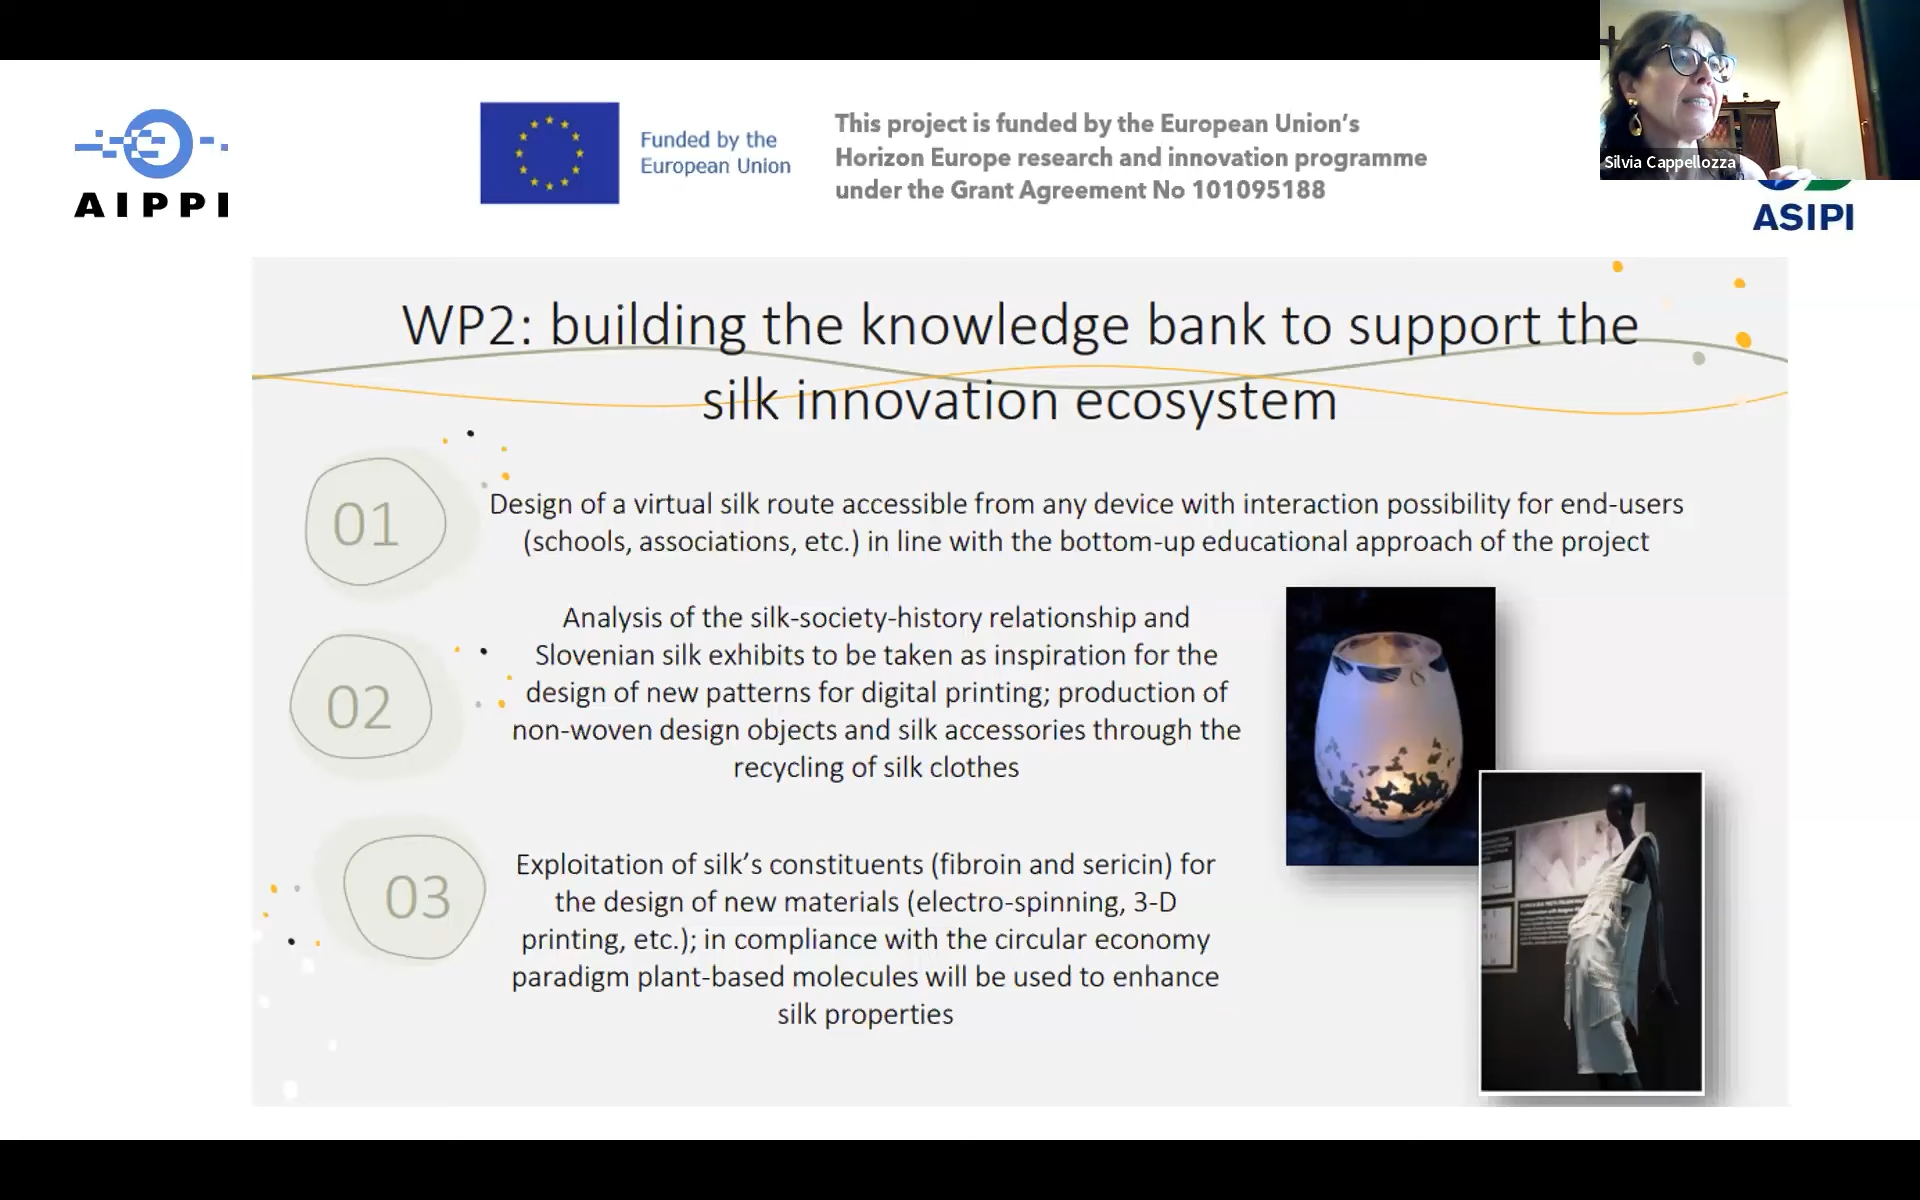 AIPPI
Funded by the
European Union
This project is funded by the European Union's
Horizon Europe research and innovation programme
under the Grant Agreement No 101095188
Silvia Cappellozza
ASIPI
WP2: building the knowledge bank to support the
silk innovation ecosystem
01
Design of a virtual silk route accessible from any device with interaction possibility for end-users
(schools, associations, etc.) in line with the bottom-up educational approach of the project
02
Analysis of the silk-society-history relationship and
Slovenian silk exhibits to be taken as inspiration for the
design of new patterns for digital printing; production of
non-woven design objects and silk accessories through the
recycling of silk clothes
03
Exploitation of silk’s constituents (fibroin and sericin) for
the design of new materials (electro-spinning, 3-D
printing, etc.); in compliance with the circular economy
paradigm plant-based molecules will be used to enhance
silk properties